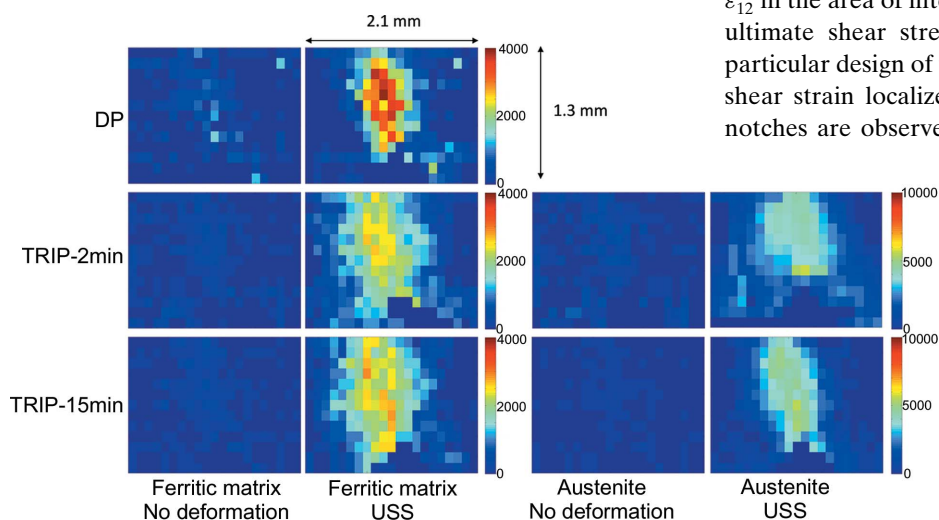 ε12 in the area of inte
ultimate shear stre
particular design of
shear strain localize
notches are observe
2.1 mm
1.3 mm
DP
4000
2000
0
TRIP-2min
4000
2000
0
10000
5000
0
TRIP-15min
4000
2000
0
10000
5000
0
Ferritic matrix
No deformation
Ferritic matrix
USS
Austenite
No deformation
Austenite
USS